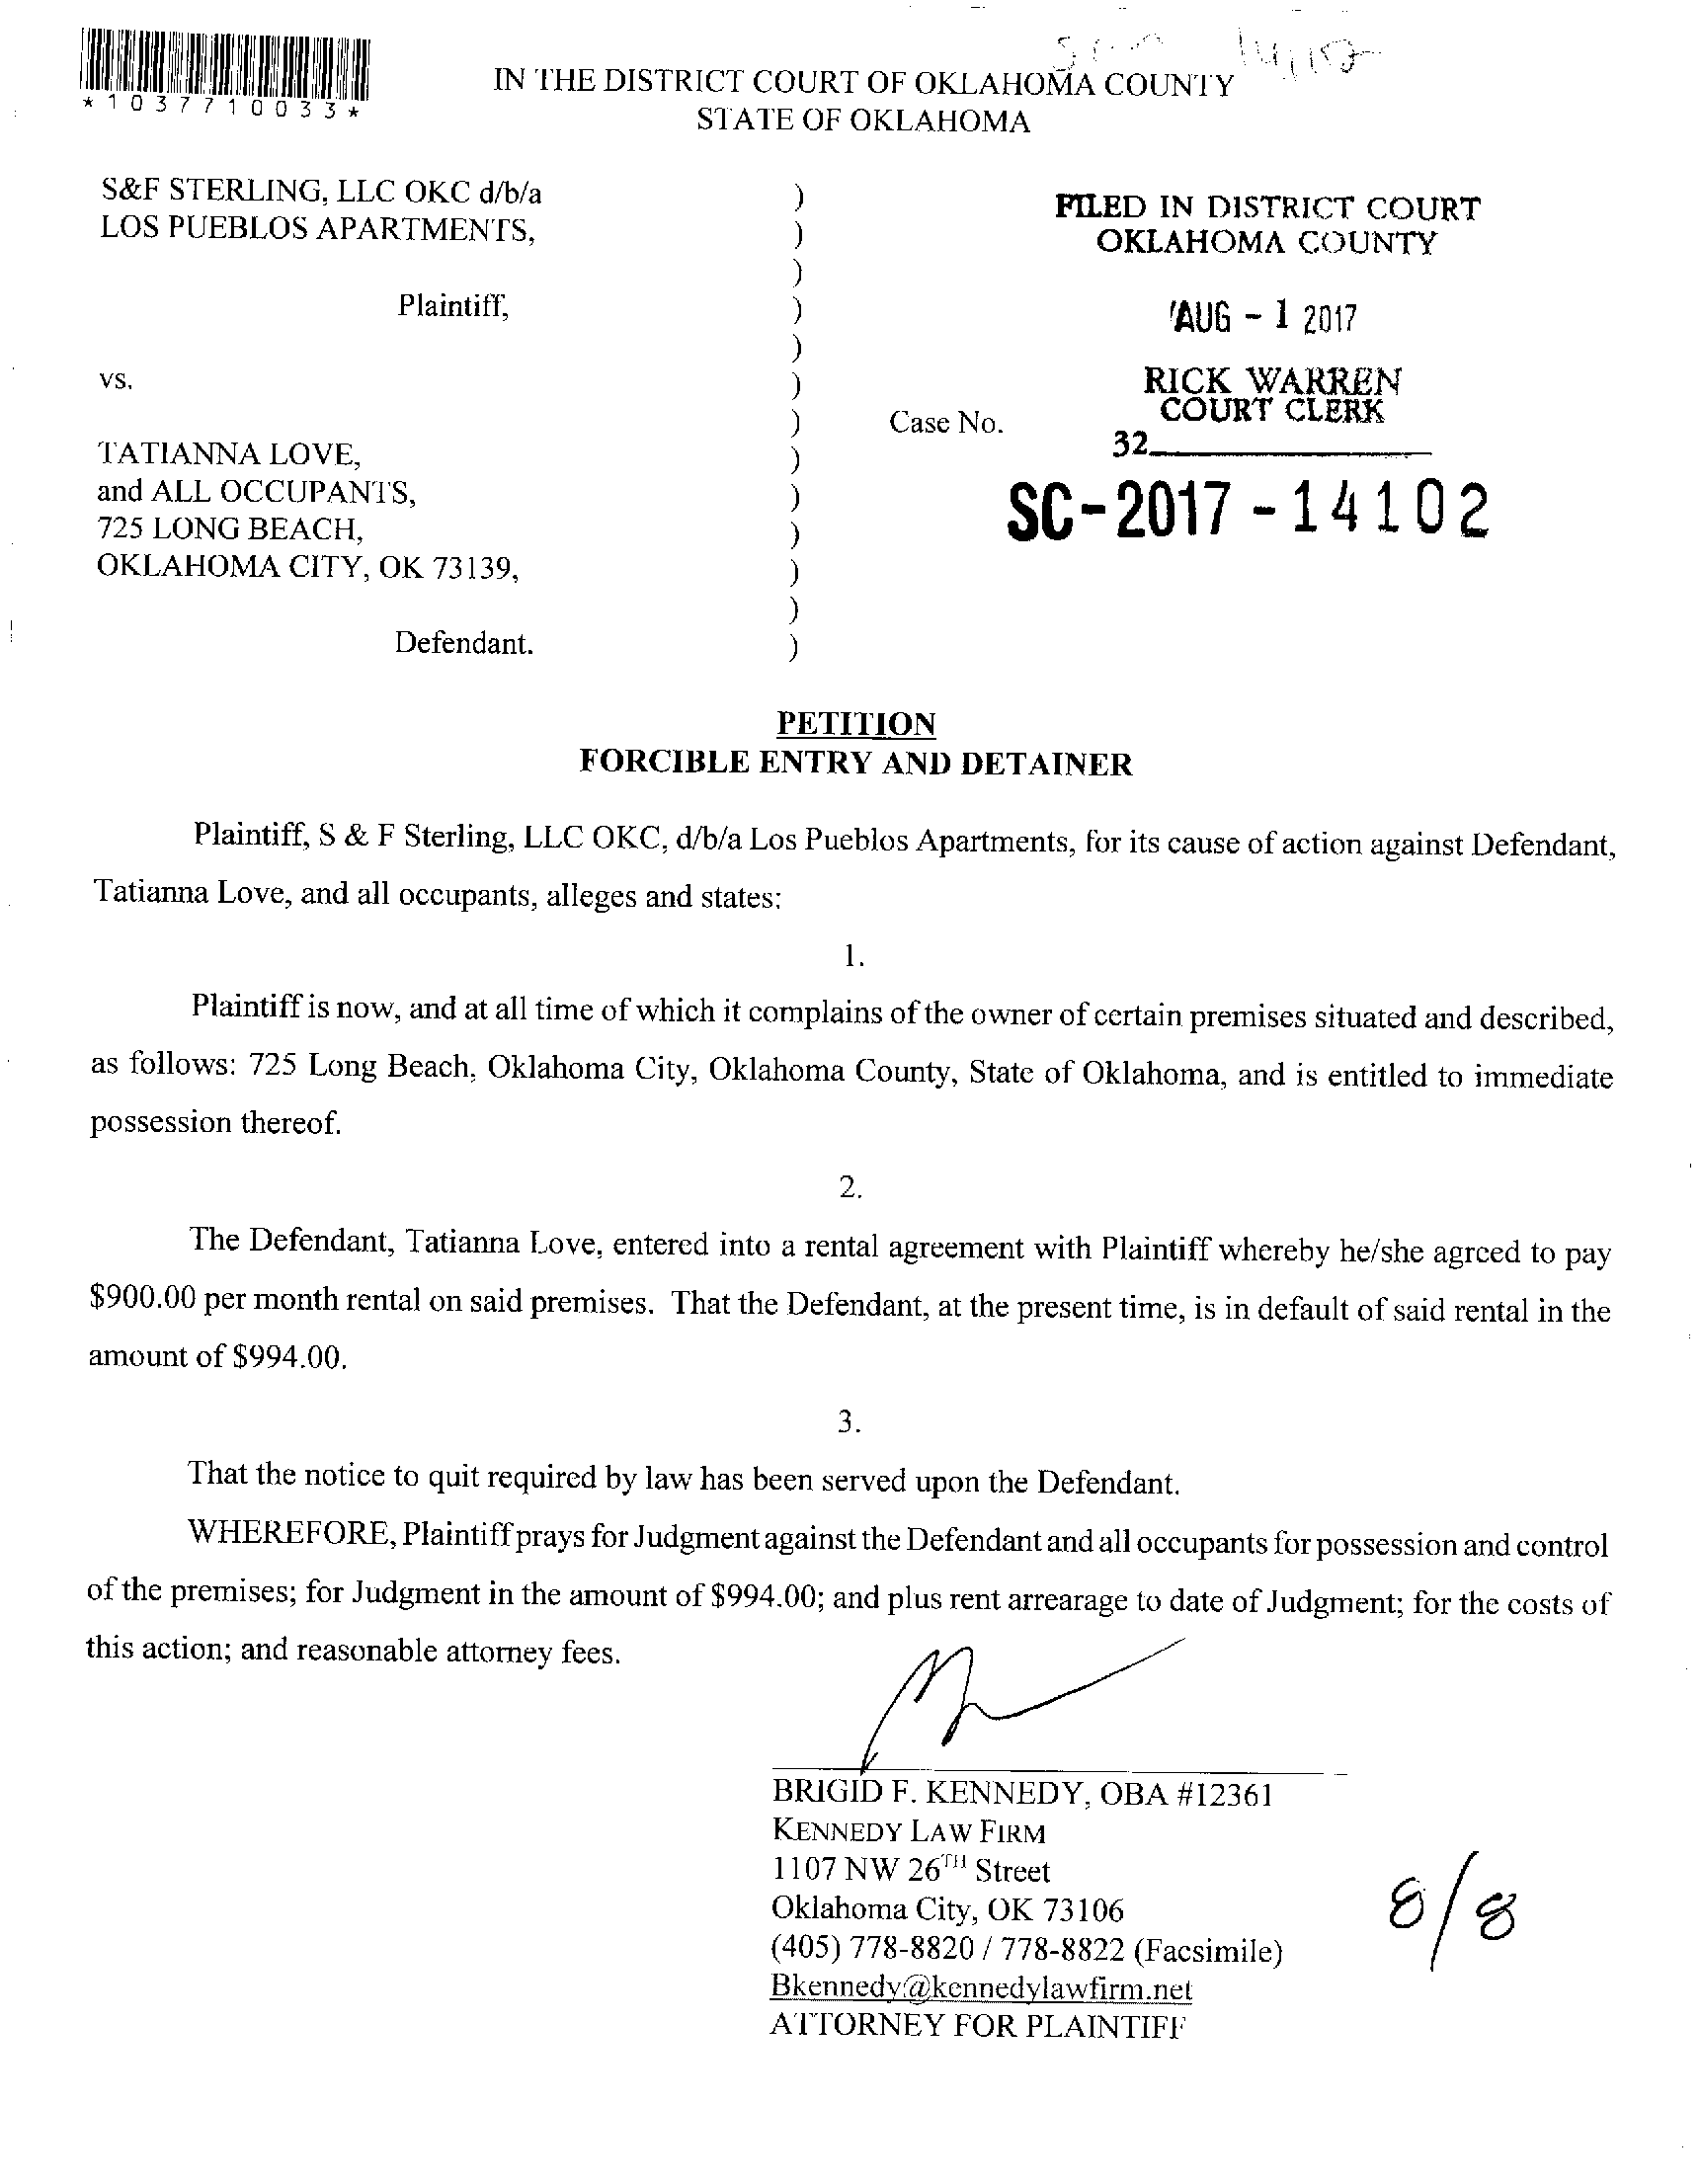 *1037710033*
IN THE DISTRICT COURT OF OKLAHOMA COUNTY
STATE OF OKLAHOMA
S&F STERLING, LLC OKC d/b/a
LOS PUEBLOS APARTMENTS,
Plaintiff,
vs.
TATIANNA LOVE,
and ALL OCCUPANTS,
725 LONG BEACH,
OKLAHOMA CITY, OK 73139,
Defendant.
)
)
)
)
)
)
)
)
)
)
)
)
)
FILED IN DISTRICT COURT
OKLAHOMA COUNTY
AUG - 1 2017
RICK WARREN
COURT CLERK
32
Case No.
SC-2017-14102
PETITION
FORCIBLE ENTRY AND DETAINER
Plaintiff, S & F Sterling, LLC OKC, d/b/a Los Pueblos Apartments, for its cause of action against Defendant,
Tatianna Love, and all occupants, alleges and states:
1.
Plaintiff is now, and at all time of which it complains of the owner of certain premises situated and described,
as follows: 725 Long Beach, Oklahoma City, Oklahoma County, State of Oklahoma, and is entitled to immediate
possession thereof.
2.
The Defendant, Tatianna Love, entered into a rental agreement with Plaintiff whereby he/she agreed to pay
$900.00 per month rental on said premises. That the Defendant, at the present time, is in default of said rental in the
amount of $994.00.
3.
That the notice to quit required by law has been served upon the Defendant.
WHEREFORE, Plaintiff prays for Judgment against the Defendant and all occupants for possession and control
of the premises; for Judgment in the amount of $994.00; and plus rent arrearage to date of Judgment; for the costs of
this action; and reasonable attorney fees.
BRIGID F. KENNEDY, OBA #12361
KENNEDY LAW FIRM
1107 NW 26TH Street
Oklahoma City, OK 73106
(405) 778-8820 / 778-8822 (Facsimile)
Bkennedy@kennedylawfirm.net
ATTORNEY FOR PLAINTIFF
8/8